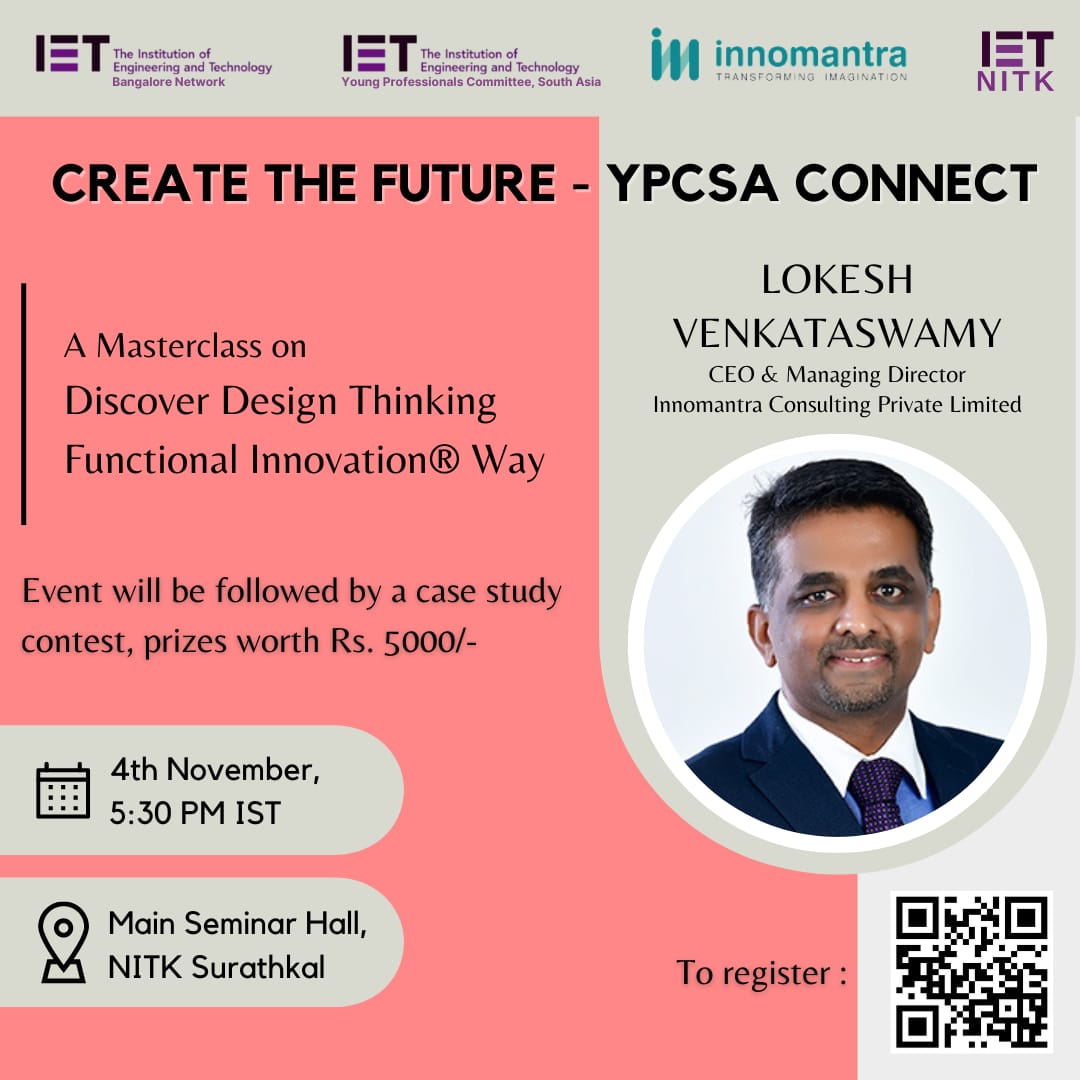 IET The Institution of
Engineering and Technology
Bangalore Network
IET The Institution of
Engineering and Technology
Young Professionals Committee, South Asia
im innomantra
TRANSFORMING IMAGINATION
IET
NITK
CREATE THE FUTURE - YPCSA CONNECT
A Masterclass on
Discover Design Thinking
Functional Innovation® Way
Event will be followed by a case study
contest, prizes worth Rs. 5000/-
4th November,
5:30 PM IST
Main Seminar Hall,
NITK Surathkal
LOKESH
VENKATASWAMY
CEO & Managing Director
Innomantra Consulting Private Limited
To register :